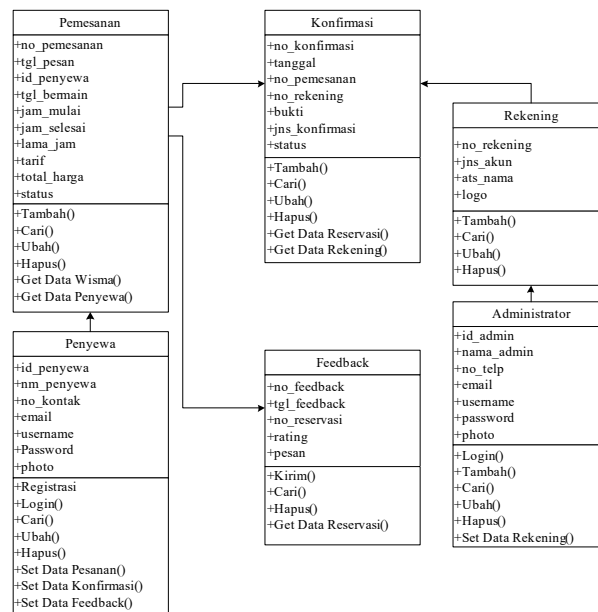 Pemesanan
+no_pemesanan
+tgl_pesan
+id_penyewa
+tgl_bermain
+jam_mulai
+jam_selesai
+lama_jam
+tarif
+total_harga
+status
+Tambah()
+Cari()
+Ubah()
+Hapus()
+Get Data Wisma()
+Get Data Penyewa()
Konfirmasi
+no_konfirmasi
+tanggal
+no_pemesanan
+no_rekening
+bukti
+jns_konfirmasi
+status
+Tambah()
+Cari()
+Ubah()
+Hapus()
+Get Data Reservasi()
+Get Data Rekening()
Rekening
+no_rekening
+jns_akun
+ats_nama
+logo
+Tambah()
+Cari()
+Ubah()
+Hapus()
Penyewa
+id_penyewa
+nm_penyewa
+no_kontak
+email
+username
+Password
+photo
+Registrasi
+Login()
+Cari()
+Ubah()
+Hapus()
+Set Data Pesanan()
+Set Data Konfirmasi()
+Set Data Feedback()
Feedback
+no_feedback
+tgl_feedback
+no_reservasi
+rating
+pesan
+Kirim()
+Cari()
+Hapus()
+Get Data Reservasi()
Administrator
+id_admin
+nama_admin
+no_telp
+email
+username
+password
+photo
+Login()
+Tambah()
+Cari()
+Ubah()
+Hapus()
+Set Data Rekening()